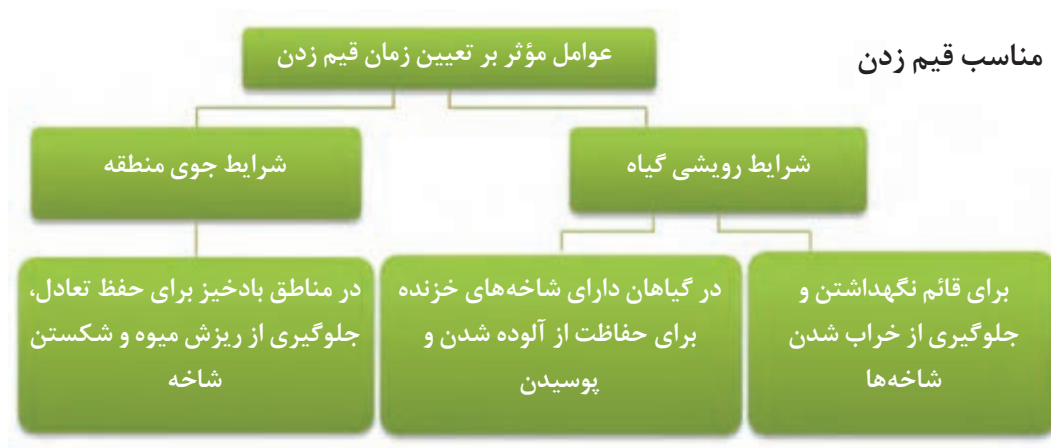 مناسب قیم زدن
عوامل مؤثر بر تعیین زمان قیم زدن
شرایط رویشی گیاه
شرایط جوی منطقه
برای قائم نگهداشتن و
جلوگیری از خراب شدن
شاخه‌ها
در گیاهان دارای شاخه‌های خزنده
برای حفاظت از آلوده شدن و
پوسیدن
در مناطق بادخیز برای حفظ تعادل،
جلوگیری از ریزش میوه و شکستن
شاخه